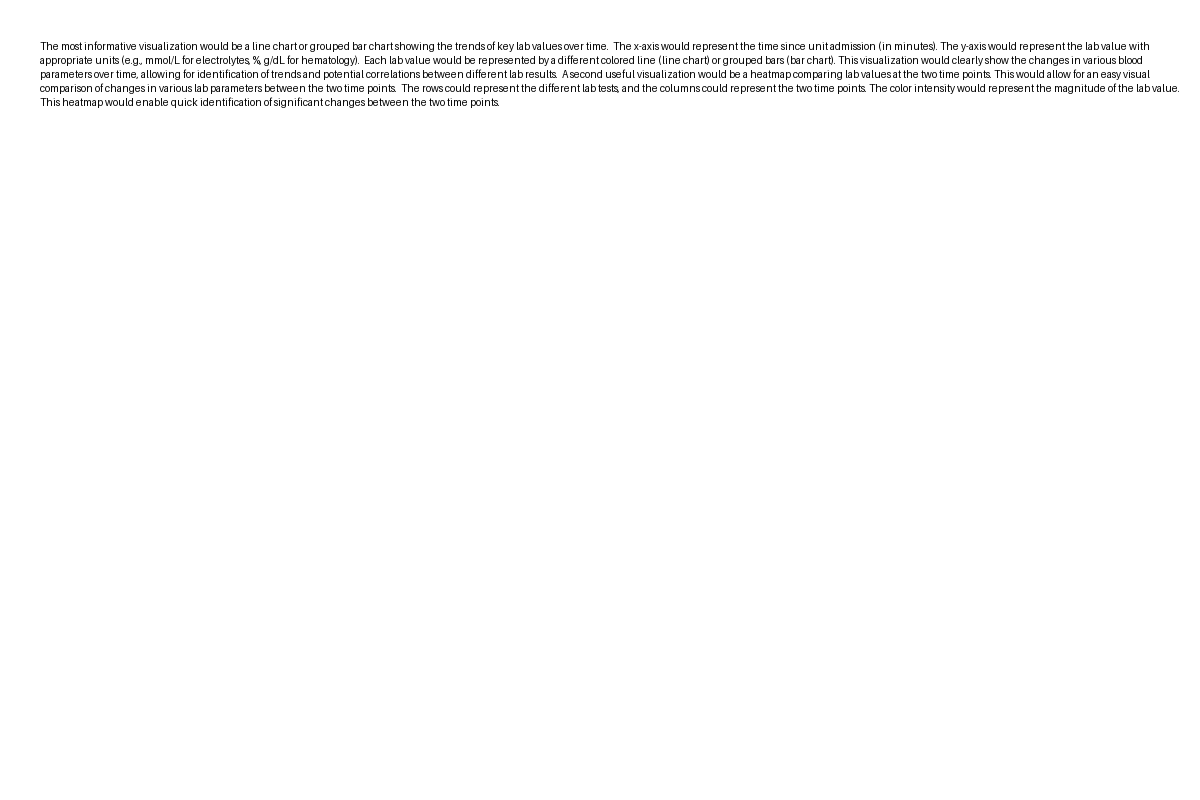 The most informative visualization would be a line chart or grouped bar chart showing the trends of key lab values over time.  The x-axis would represent the time since unit admission (in minutes). The y-axis would represent the lab value with
appropriate units (e.g., mmol/L for electrolytes, %, g/dL for hematology).  Each lab value would be represented by a different colored line (line chart) or grouped bars (bar chart). This visualization would clearly show the changes in various blood
parameters over time, allowing for identification of trends and potential correlations between different lab results.  A second useful visualization would be a heatmap comparing lab values at the two time points. This would allow for an easy visual
comparison of changes in various lab parameters between the two time points.  The rows could represent the different lab tests, and the columns could represent the two time points. The color intensity would represent the magnitude of the lab value.
This heatmap would enable quick identification of significant changes between the two time points.